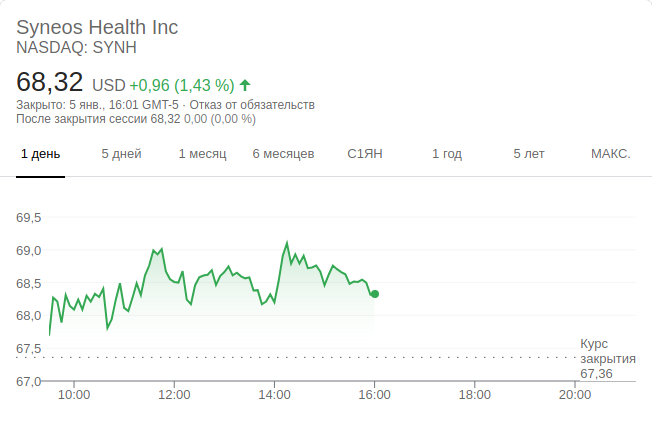 Syneos Health Inc
NASDAQ: SYNH
68,32 USD +0,96 (1,43 %)
Закрыто: 5 янв., 16:01 GMT-5 · Отказ от обязательств
После закрытия сессии 68,32 0,00 (0,00 %)
1 день 5 дней 1 месяц 6 месяцев С1ЯН 1 год 5 лет МАКС.
69,5
69,0
68,5
68,0
67,5
67,0
Курс
закрытия
67,36
10:00 12:00 14:00 16:00 18:00 20:00